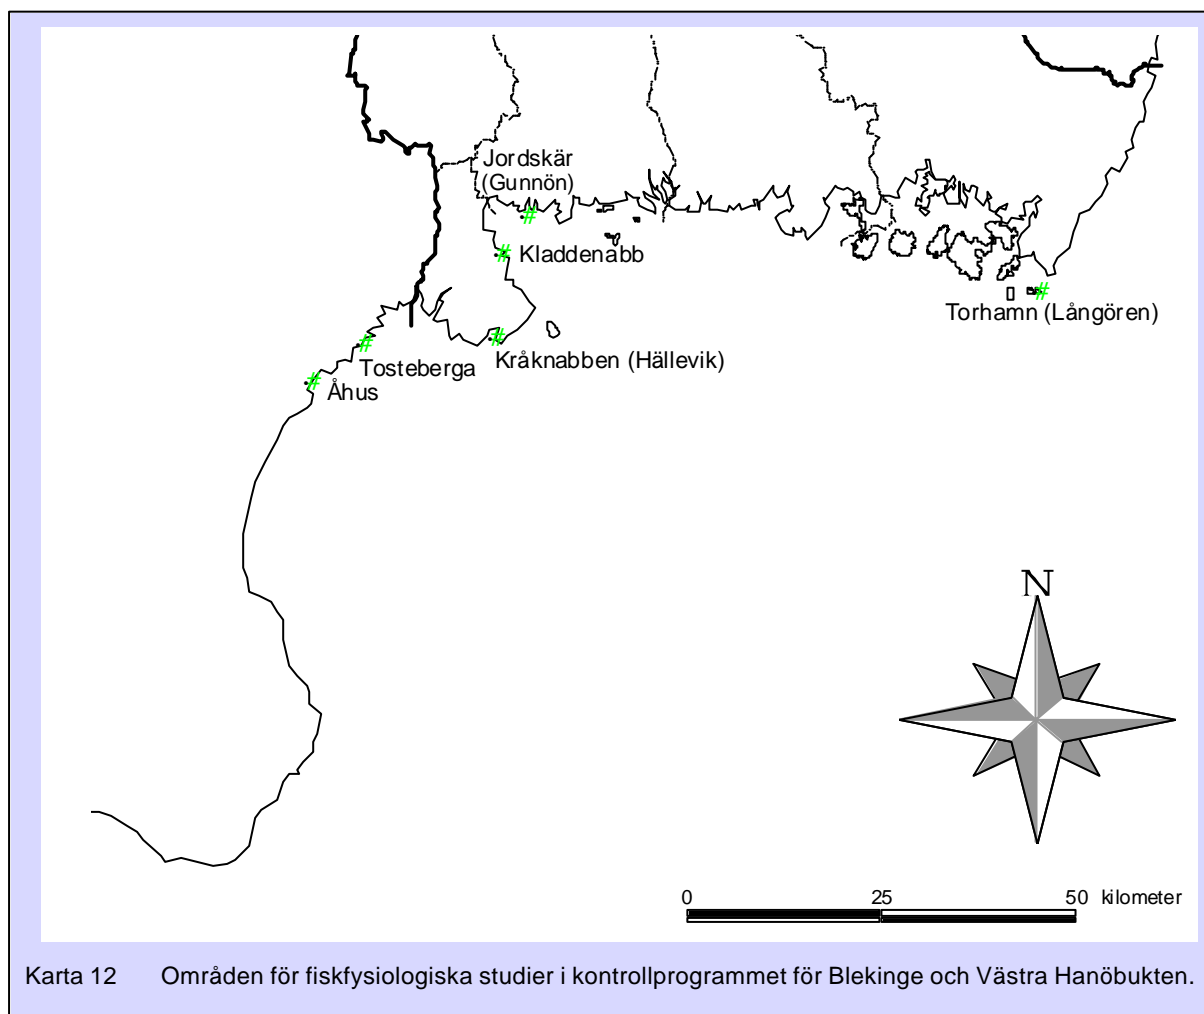 Jordskär
(Gunnön)
Kladdenabb
Torhamn (Långören)
Kråknabben (Hällevik)
Tosteberga
Åhus
N
0 25 50 kilometer
Karta 12 Områden för fiskfysiologiska studier i kontrollprogrammet för Blekinge och Västra Hanöbukten.